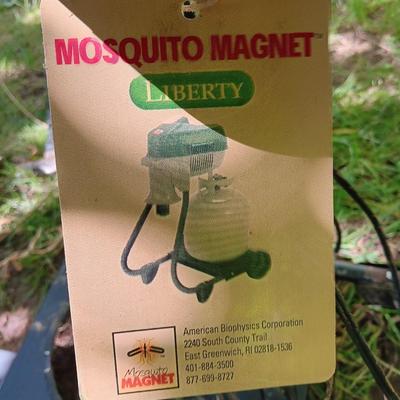 MOSQUITO MAGNET™
LIBERTY
American Biophysics Corporation
2240 South County Trail
East Greenwich, RI 02818-1536
401-884-3500
877-699-8727
Mosquito
MAGNET